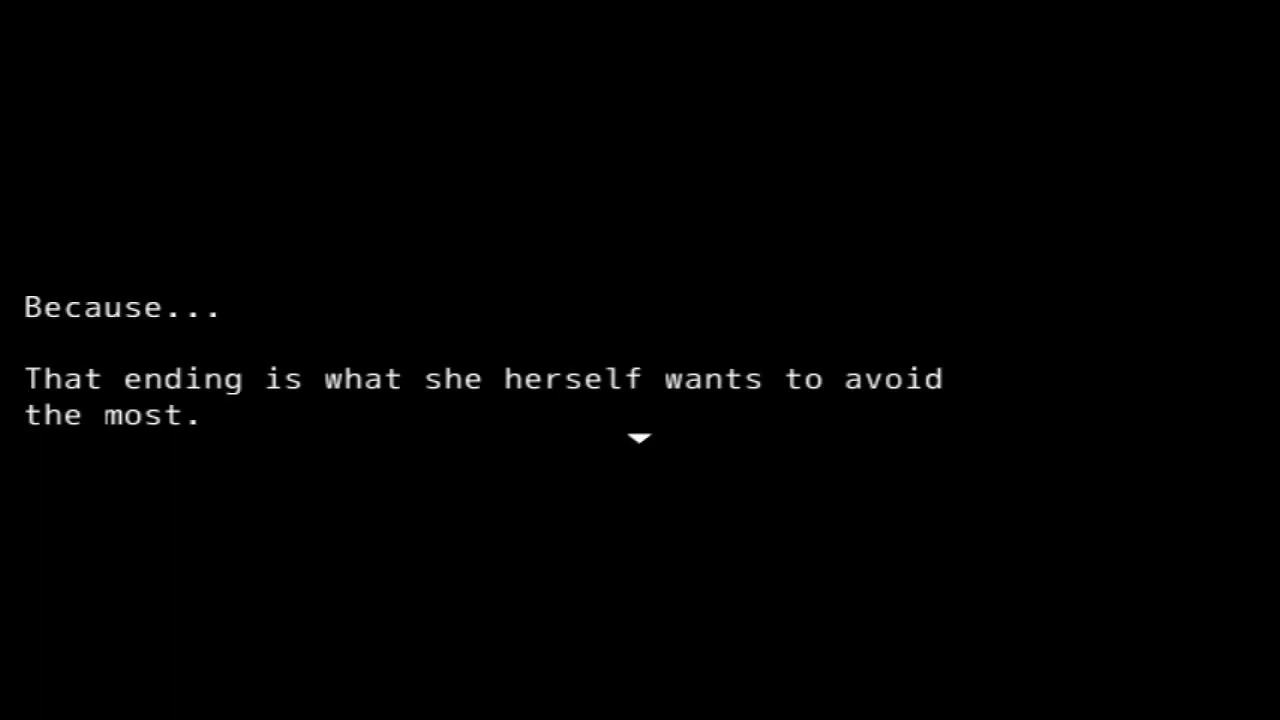 Because...
That ending is what she herself wants to avoid
the most.